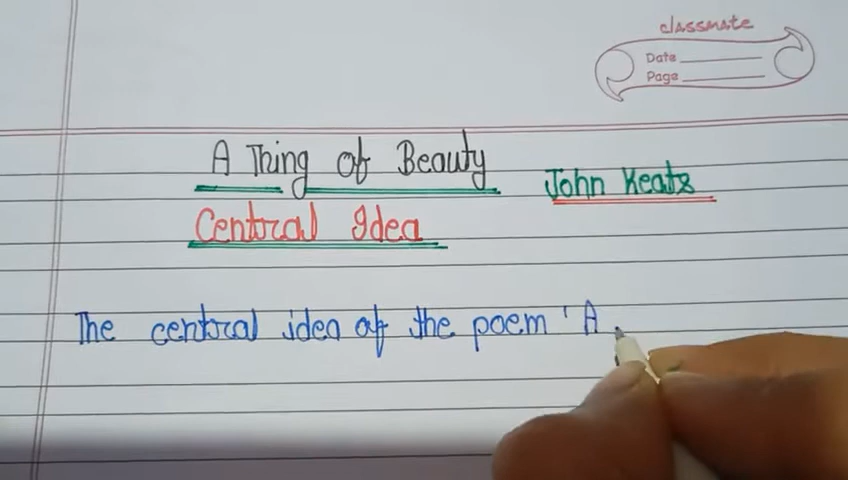 classmate
Date
Page
A Thing of Beauty
John Keats
Central Idea
The central idea of the poem 'A